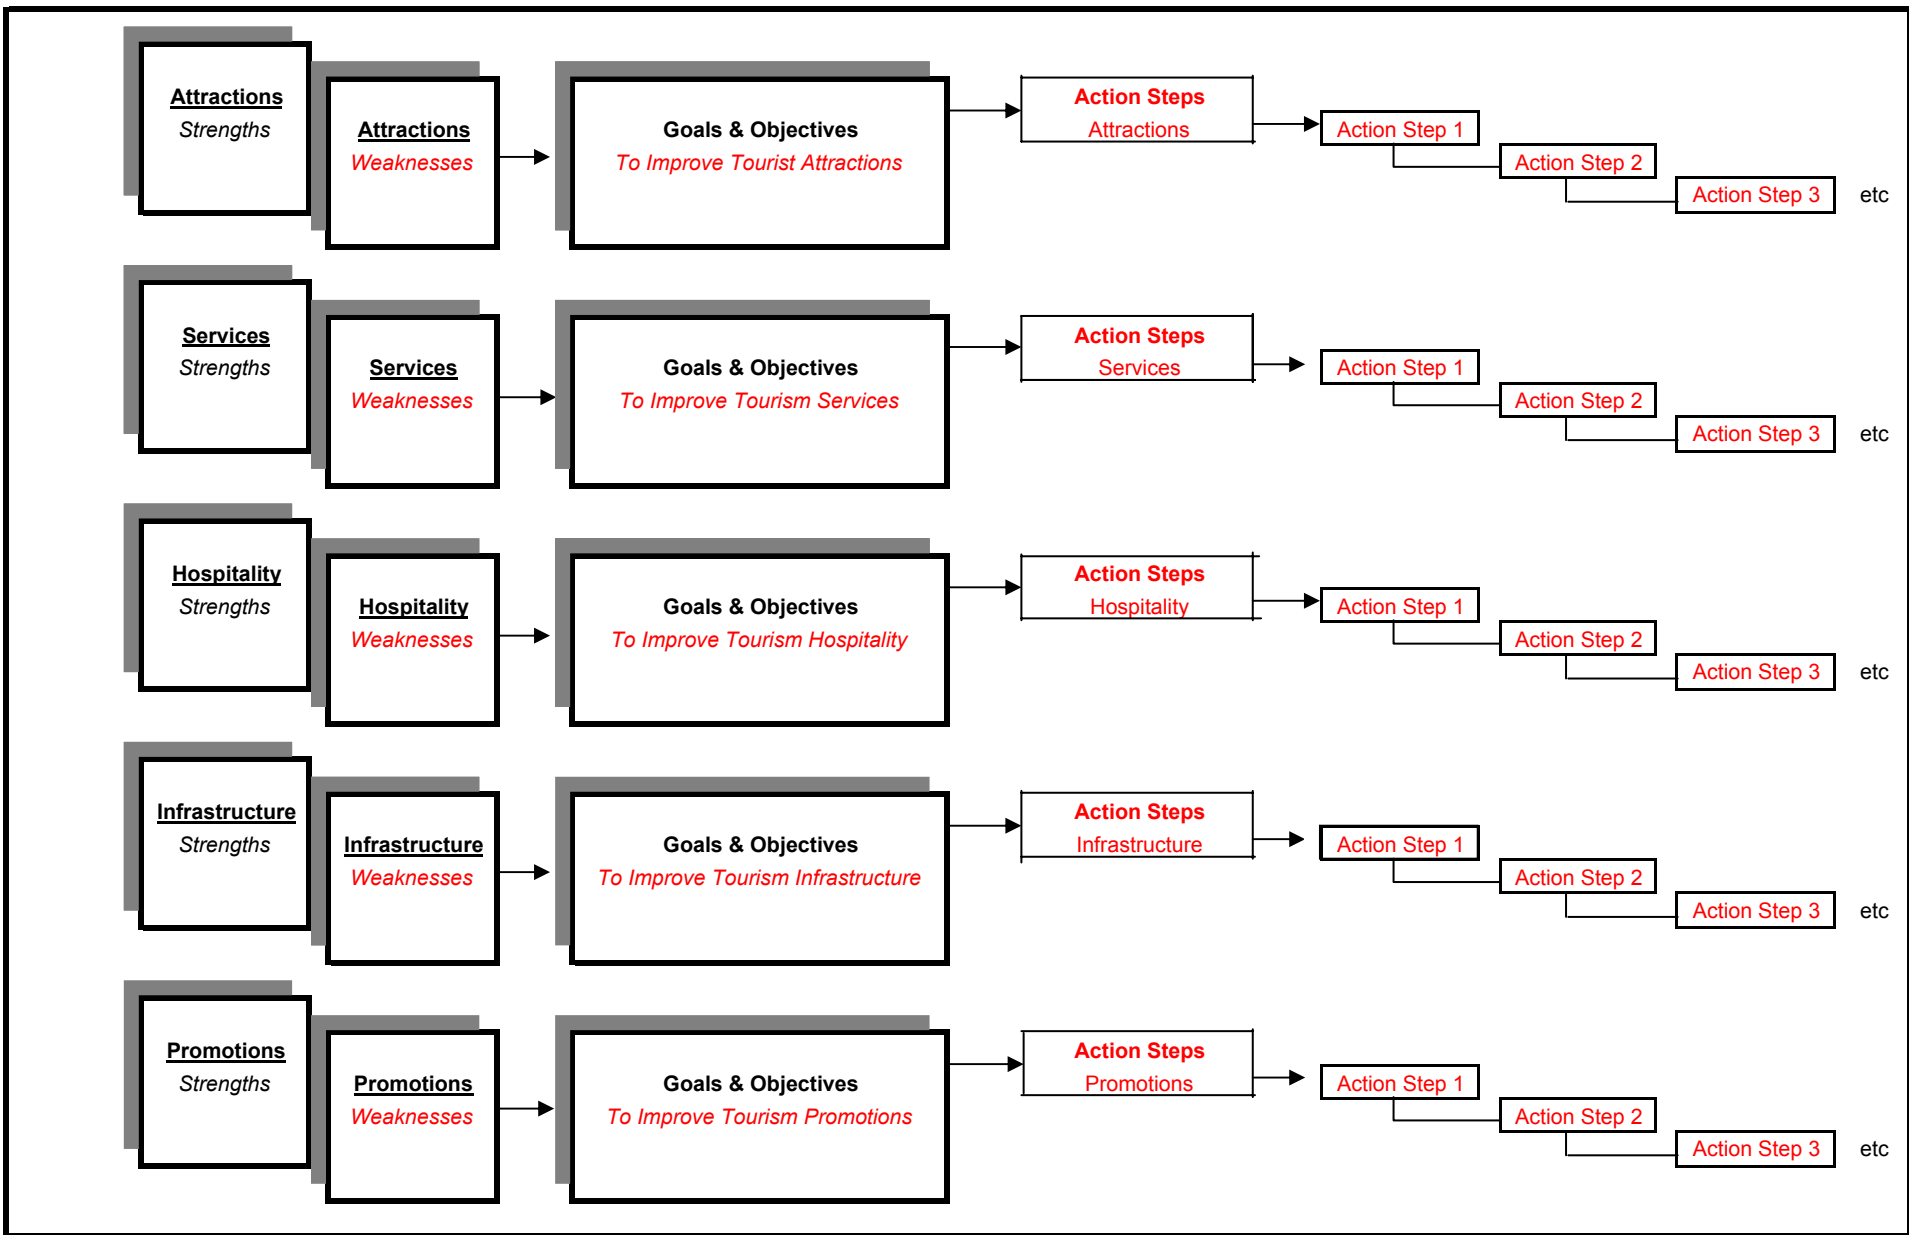 Attractions
Strengths
Attractions
Weaknesses
Goals & Objectives
To Improve Tourist Attractions
Action Steps
Attractions
Action Step 1
Action Step 2
Action Step 3
etc
Services
Strengths
Services
Weaknesses
Goals & Objectives
To Improve Tourism Services
Action Steps
Services
Action Step 1
Action Step 2
Action Step 3
etc
Hospitality
Strengths
Hospitality
Weaknesses
Goals & Objectives
To Improve Tourism Hospitality
Action Steps
Hospitality
Action Step 1
Action Step 2
Action Step 3
etc
Infrastructure
Strengths
Infrastructure
Weaknesses
Goals & Objectives
To Improve Tourism Infrastructure
Action Steps
Infrastructure
Action Step 1
Action Step 2
Action Step 3
etc
Promotions
Strengths
Promotions
Weaknesses
Goals & Objectives
To Improve Tourism Promotions
Action Steps
Promotions
Action Step 1
Action Step 2
Action Step 3
etc